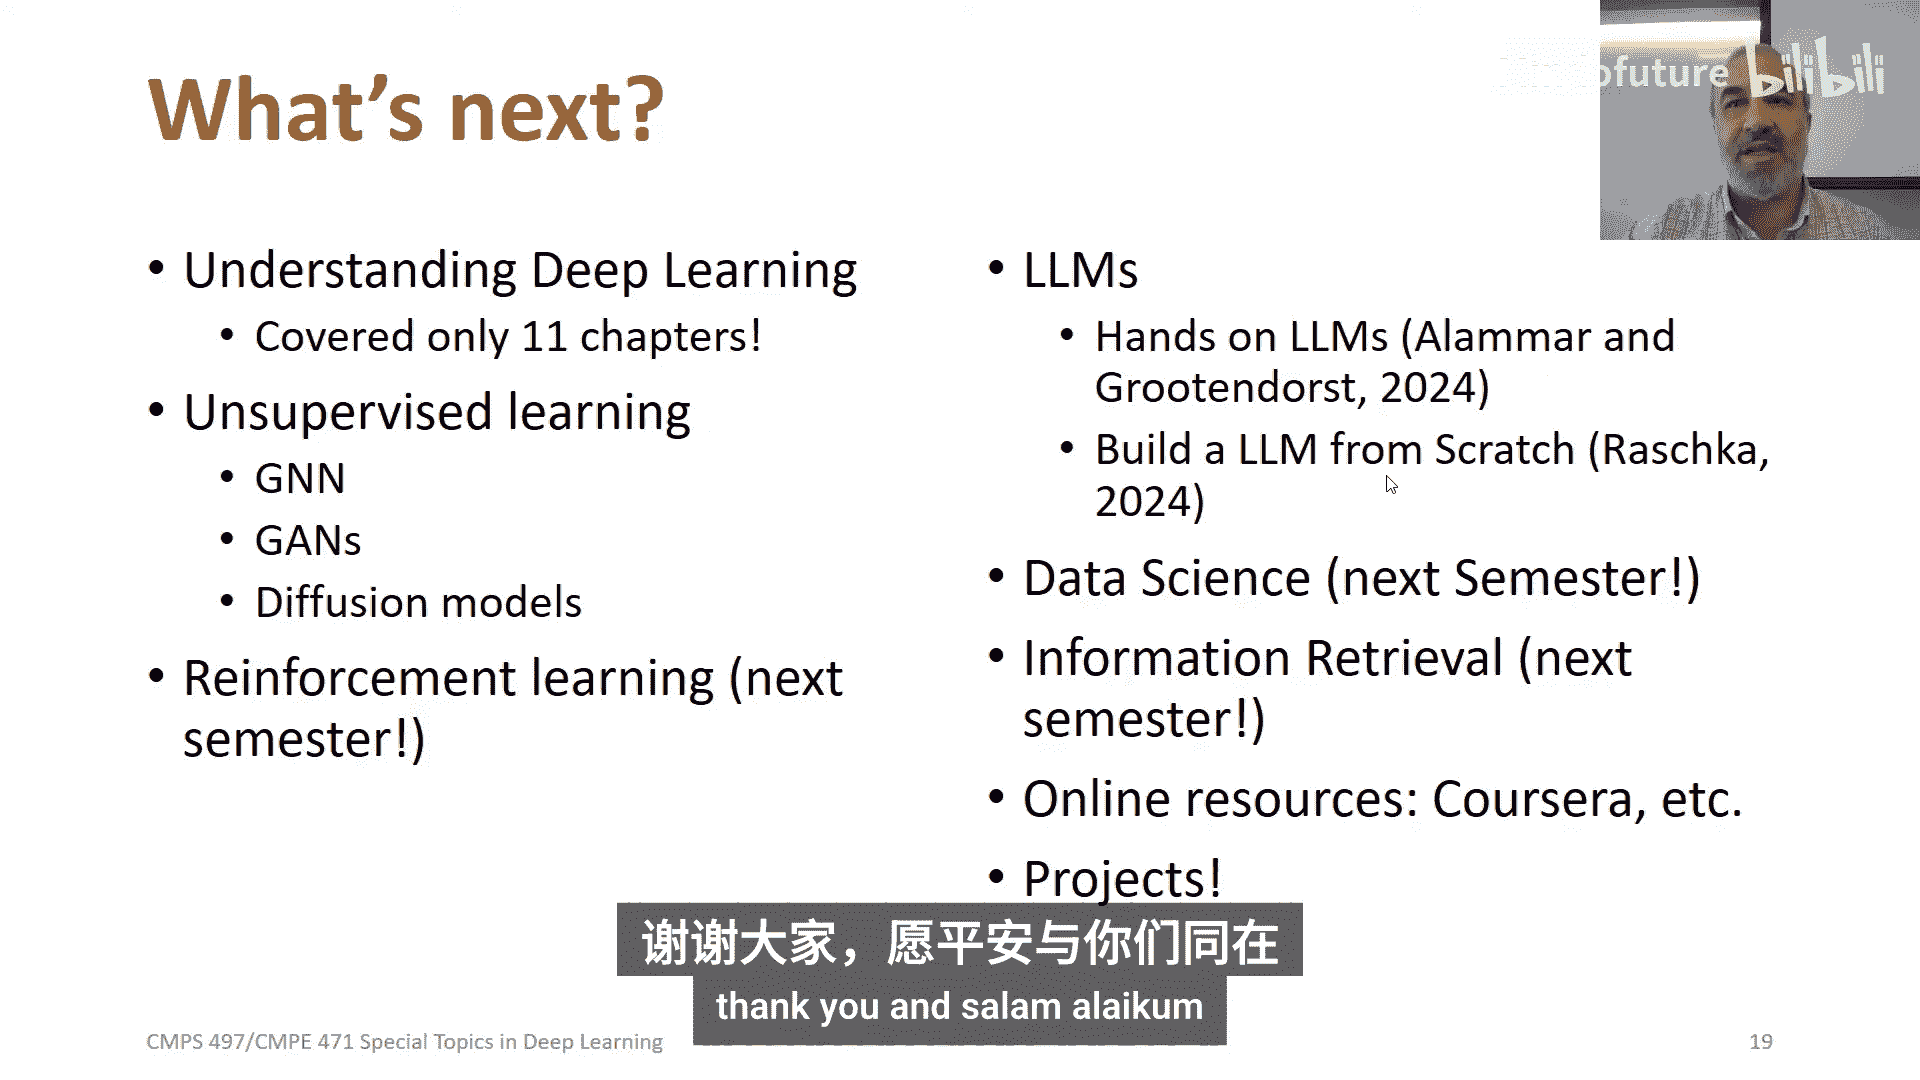 What's next?
• Understanding Deep Learning
• Covered only 11 chapters!
• Unsupervised learning
• GNN
• GANs
• Diffusion models
• Reinforcement learning (next
semester!)
• LLMs
• Hands on LLMs (Alammar and
Grootendorst, 2024)
• Build a LLM from Scratch (Raschka,
2024)
• Data Science (next Semester!)
• Information Retrieval (next
semester!)
• Online resources: Coursera, etc.
• Projects!
谢谢大家，愿平安与你们同在
thank you and salam alaikum
CMPS 497/CMPE 471 Special Topics in Deep Learning
19
bilibili